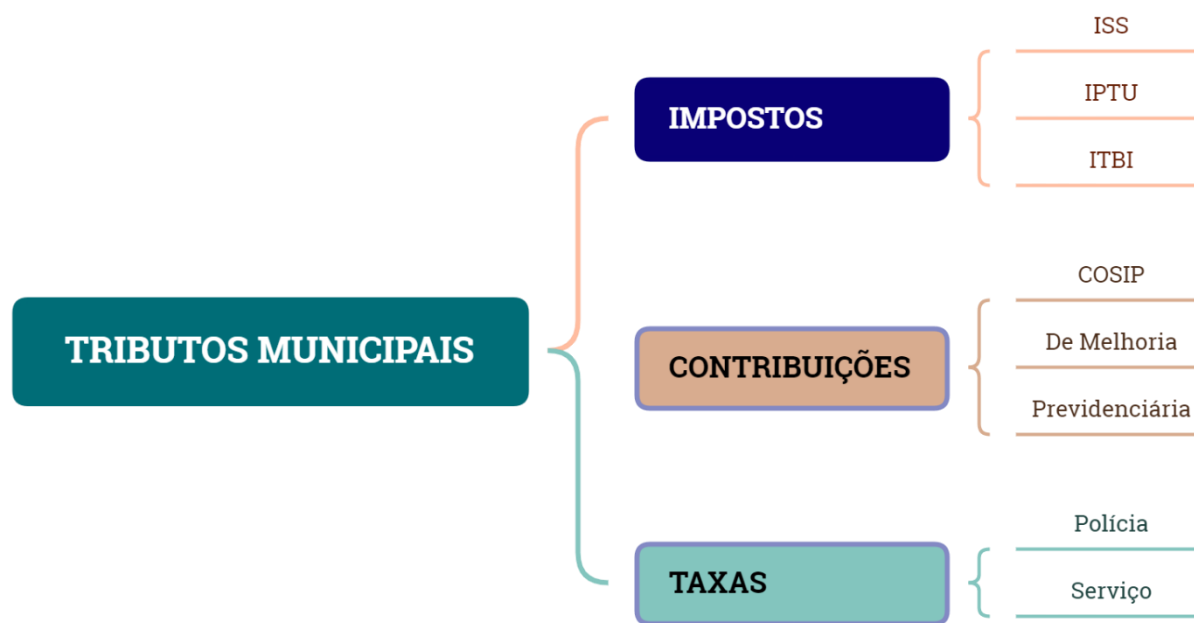 TRIBUTOS MUNICIPAIS
IMPOSTOS
ISS
IPTU
ITBI
CONTRIBUIÇÕES
COSIP
De Melhoria
Previdenciária
TAXAS
Polícia
Serviço